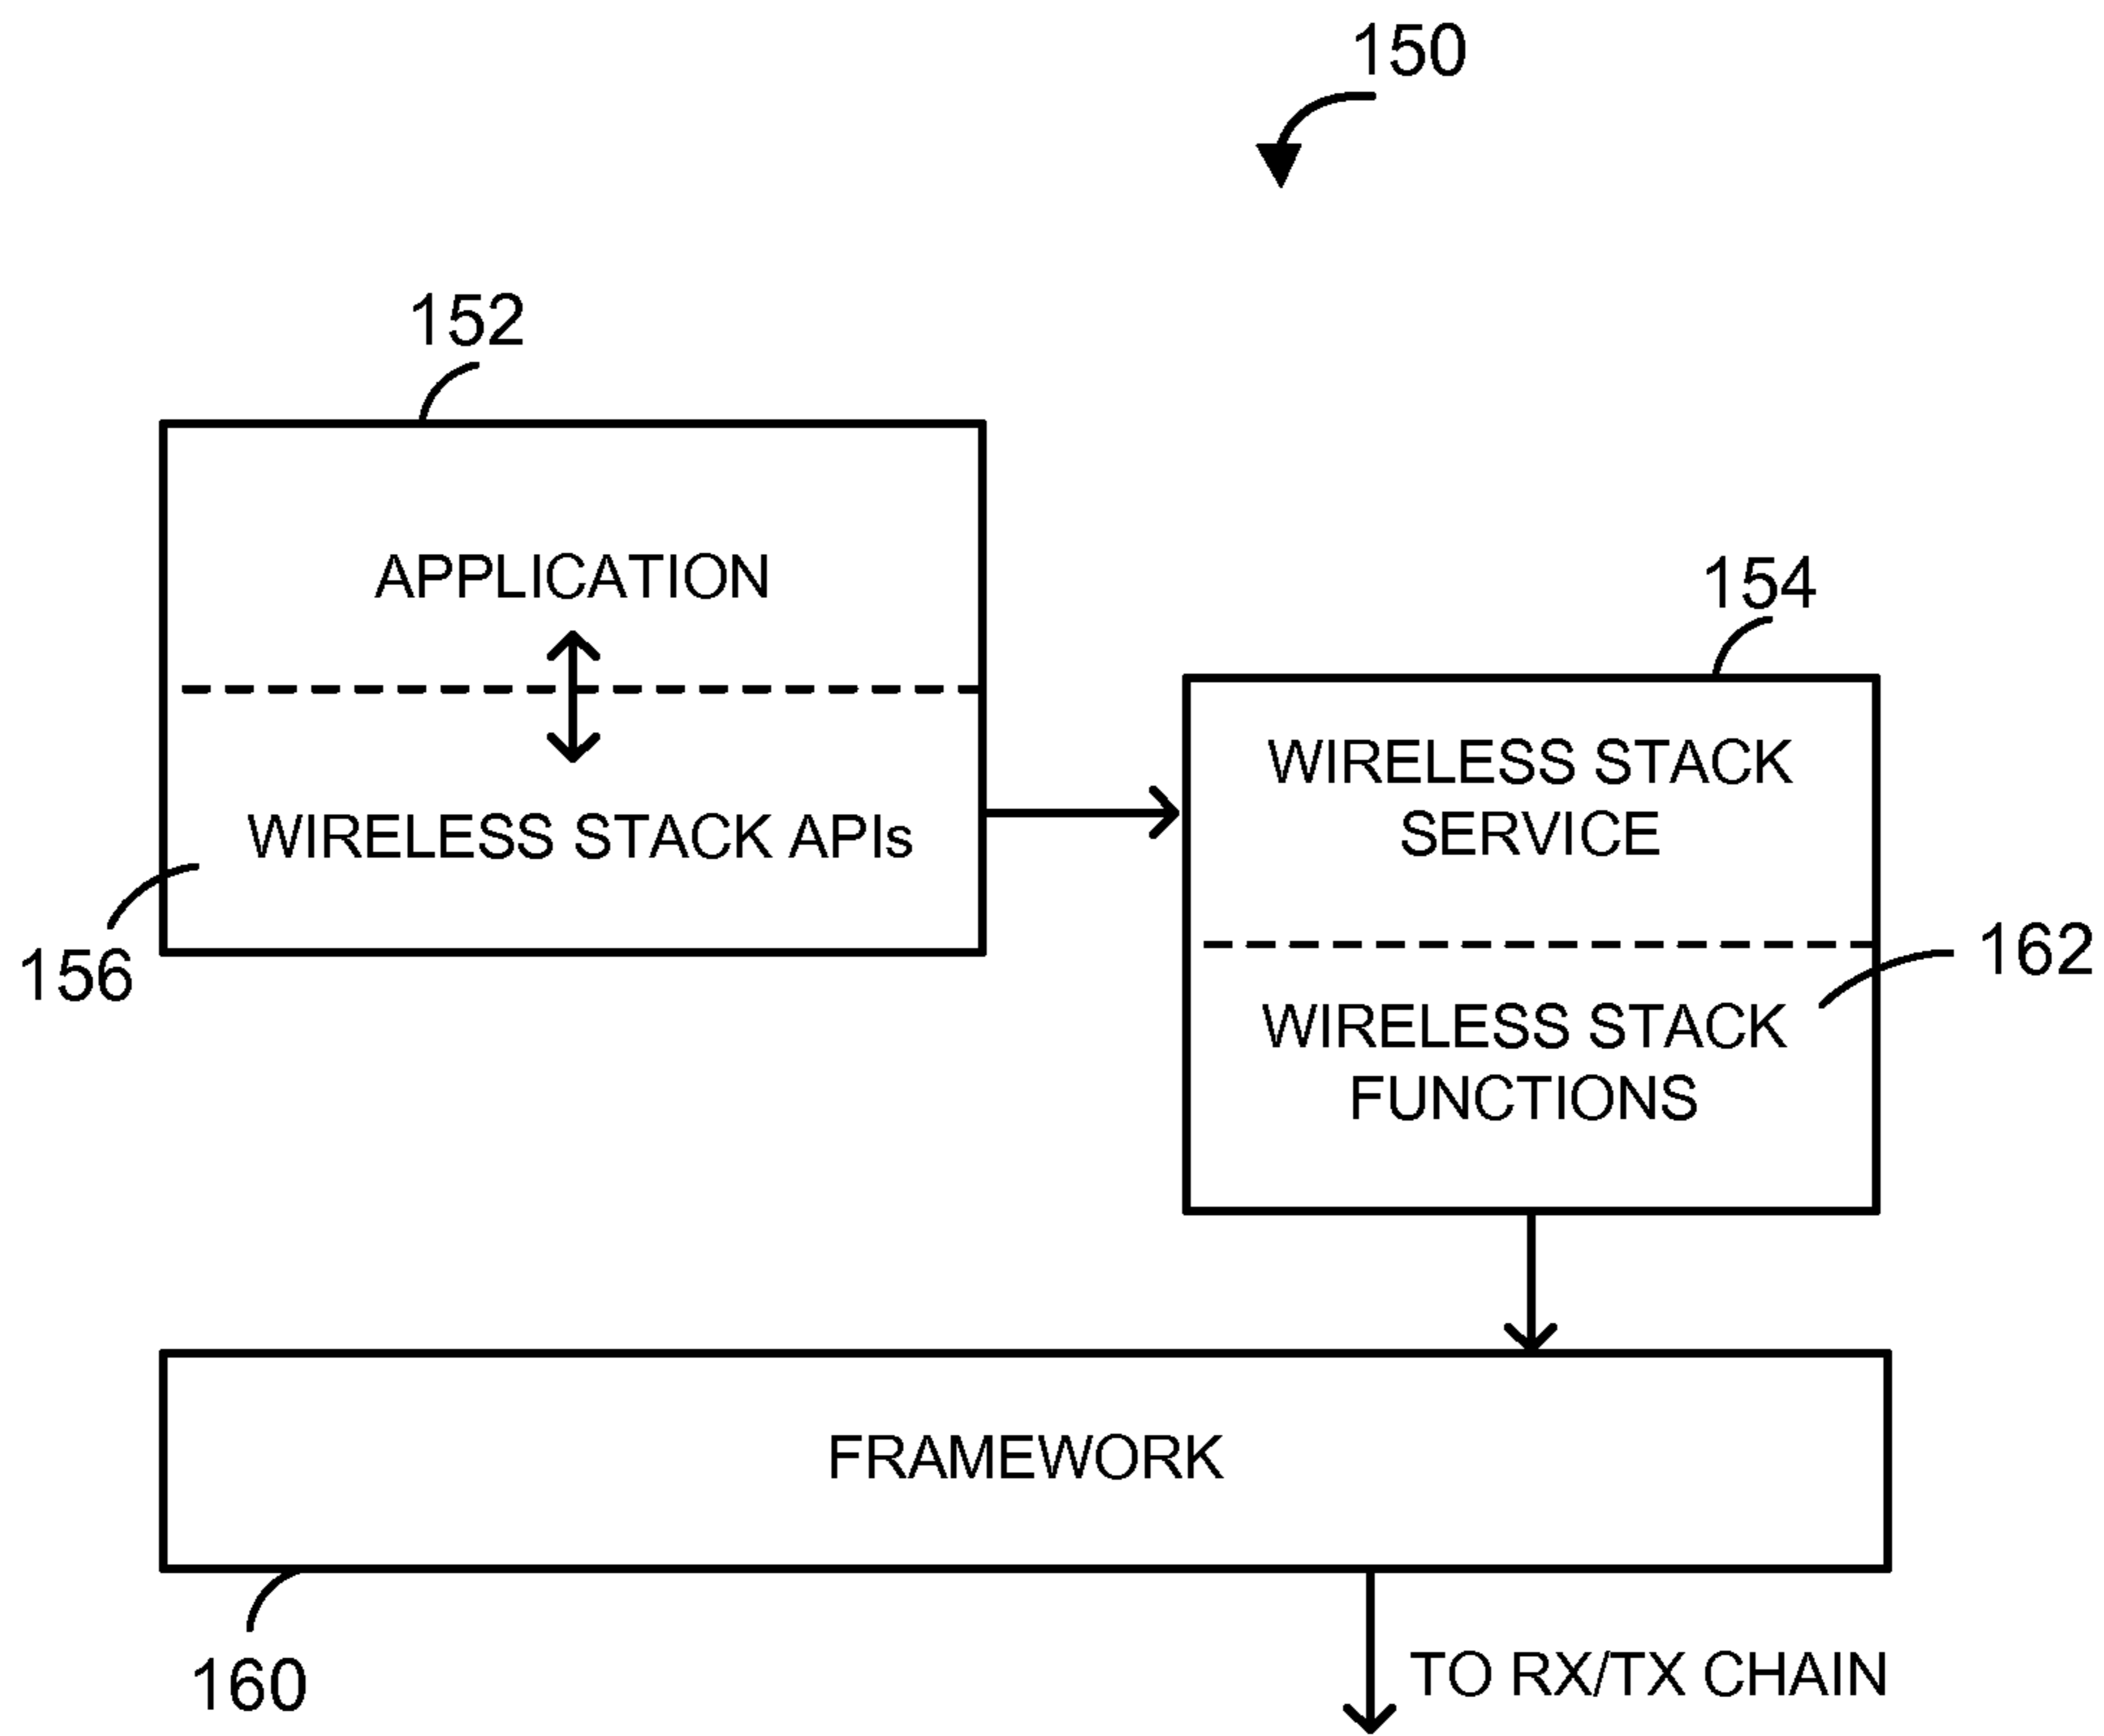 150
152
APPLICATION
154
WIRELESS STACK
SERVICE
WIRELESS STACK APIs
156
162
WIRELESS STACK
FUNCTIONS
FRAMEWORK
160
TO RX/TX CHAIN